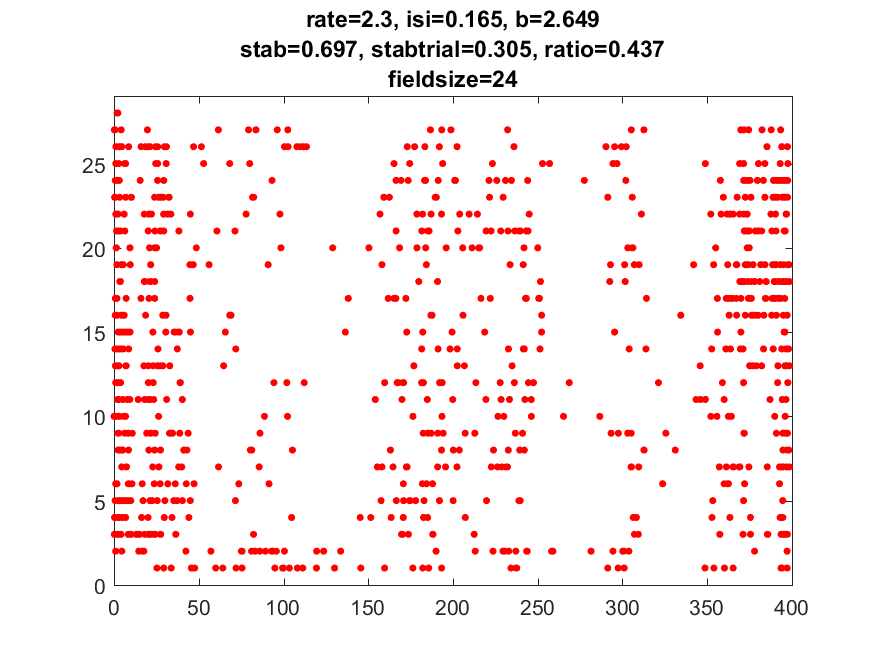 rate=2.3, isi=0.165, b=2.649
stab=0.697, stabtrial=0.305, ratio=0.437
fieldsize=24
25
20
15
10
5
0
0 50 100 150 200 250 300 350 400